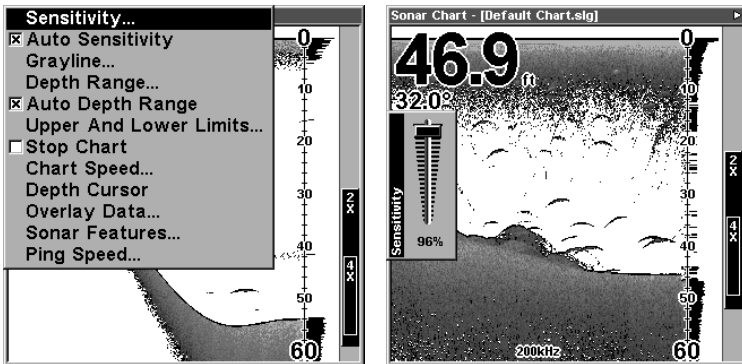 Sensitivity...
Auto Sensitivity
Grayline...
Depth Range...
Auto Depth Range
Upper And Lower Limits...
Stop Chart
Chart Speed...
Depth Cursor
Overlay Data...
Sonar Features...
Ping Speed...
0
10
20
30
40
50
60
2x
4x
Sonar Chart - [Default Chart.slg]
46.9 ft
32.0°
Sensitivity
96%
0
10
20
30
40
50
60
2x
4x
200kHz